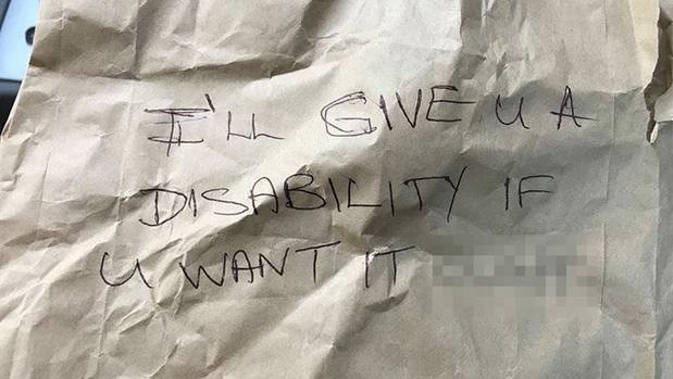 I'LL GIVE U A
DISABILITY IF
U WANT IT